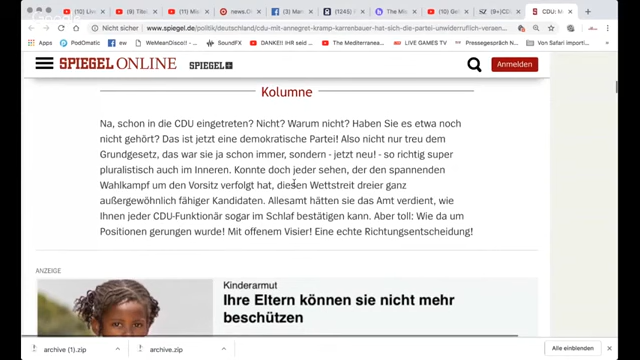 Nicht sicher | www.spiegel.de/politik/deutschland/cdu-mit-annegret-kramp-karrenbauer-hat-sich-die-partei-unwiderruflich-veraen...
Apps PodOmatic ew WeMeanDisco!! SoundFX DANKE!! IHR seid The Mediterranea... LIVE GAMES TV Pressegespräch N...O Von Safari importiert
SPIEGEL ONLINE SPIEGEL+ Anmelden
Kolumne
Na, schon in die CDU eingetreten? Nicht? Warum nicht? Haben Sie es etwa noch
nicht gehört? Das ist jetzt eine demokratische Partei! Also nicht nur treu dem
Grundgesetz, das war sie ja schon immer, sondern - jetzt neu! - so richtig super
pluralistisch auch im Inneren. Konnte doch jeder sehen, der den spannenden
Wahlkampf um den Vorsitz verfolgt hat, diesen Wettstreit dreier ganz
außergewöhnlich fähiger Kandidaten. Allesamt hätten sie das Amt verdient, wie
Ihnen jeder CDU-Funktionär sogar im Schlaf bestätigen kann. Aber toll: Wie da um
Positionen gerungen wurde! Mit offenem Visier! Eine echte Richtungsentscheidung!
ANZEIGE
Kinderarmut
Ihre Eltern können sie nicht mehr
beschützen
archive (1).zip archive.zip Alle einblenden